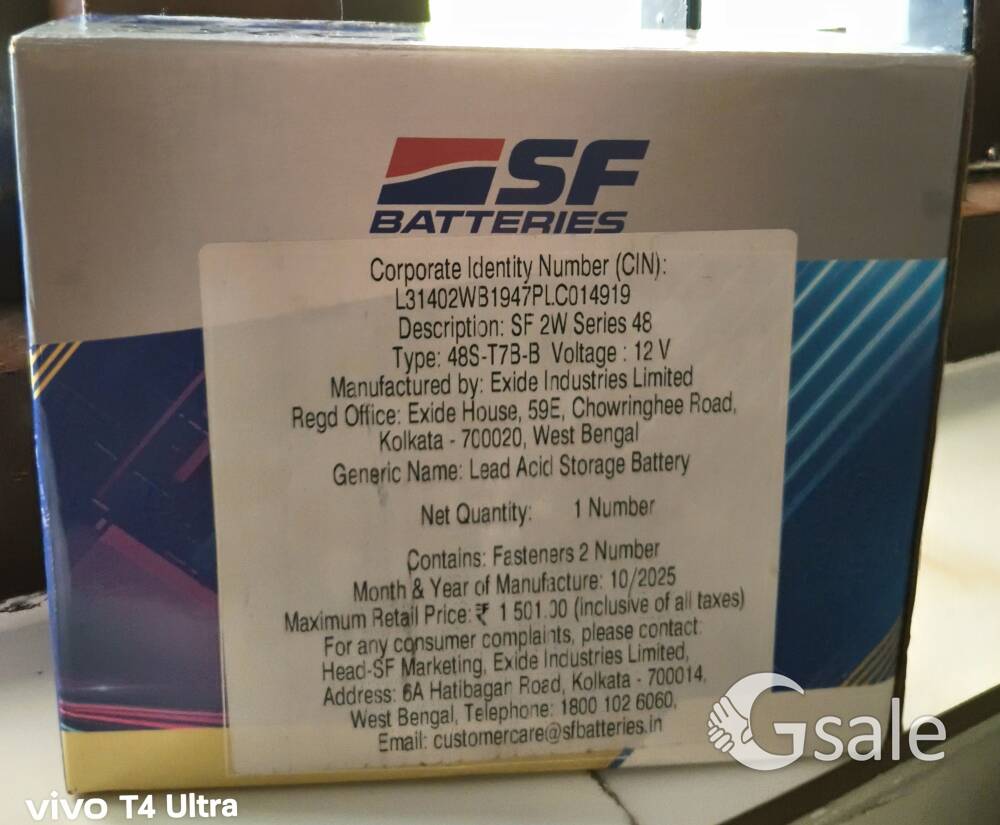 SF
BATTERIES
Corporate Identity Number (CIN):
L31402WB1947PLC014919
Description: SF 2W Series 48
Type: 48S-T7B-B Voltage : 12 V
Manufactured by: Exide Industries Limited
Regd Office: Exide House, 59E, Chowringhee Road,
Kolkata - 700020, West Bengal
Generic Name: Lead Acid Storage Battery
Net Quantity: 1 Number
Contains: Fasteners 2 Number
Month & Year of Manufacture: 10/2025
Maximum Retail Price: ₹ 1 501.00 (inclusive of all taxes)
For any consumer complaints, please contact:
Head-SF Marketing, Exide Industries Limited,
Address: 6A Hatibagan Road, Kolkata - 700014,
West Bengal, Telephone: 1800 102 6060,
Email: customercare@sfbatteries.in
Gsale
vivo T4 Ultra